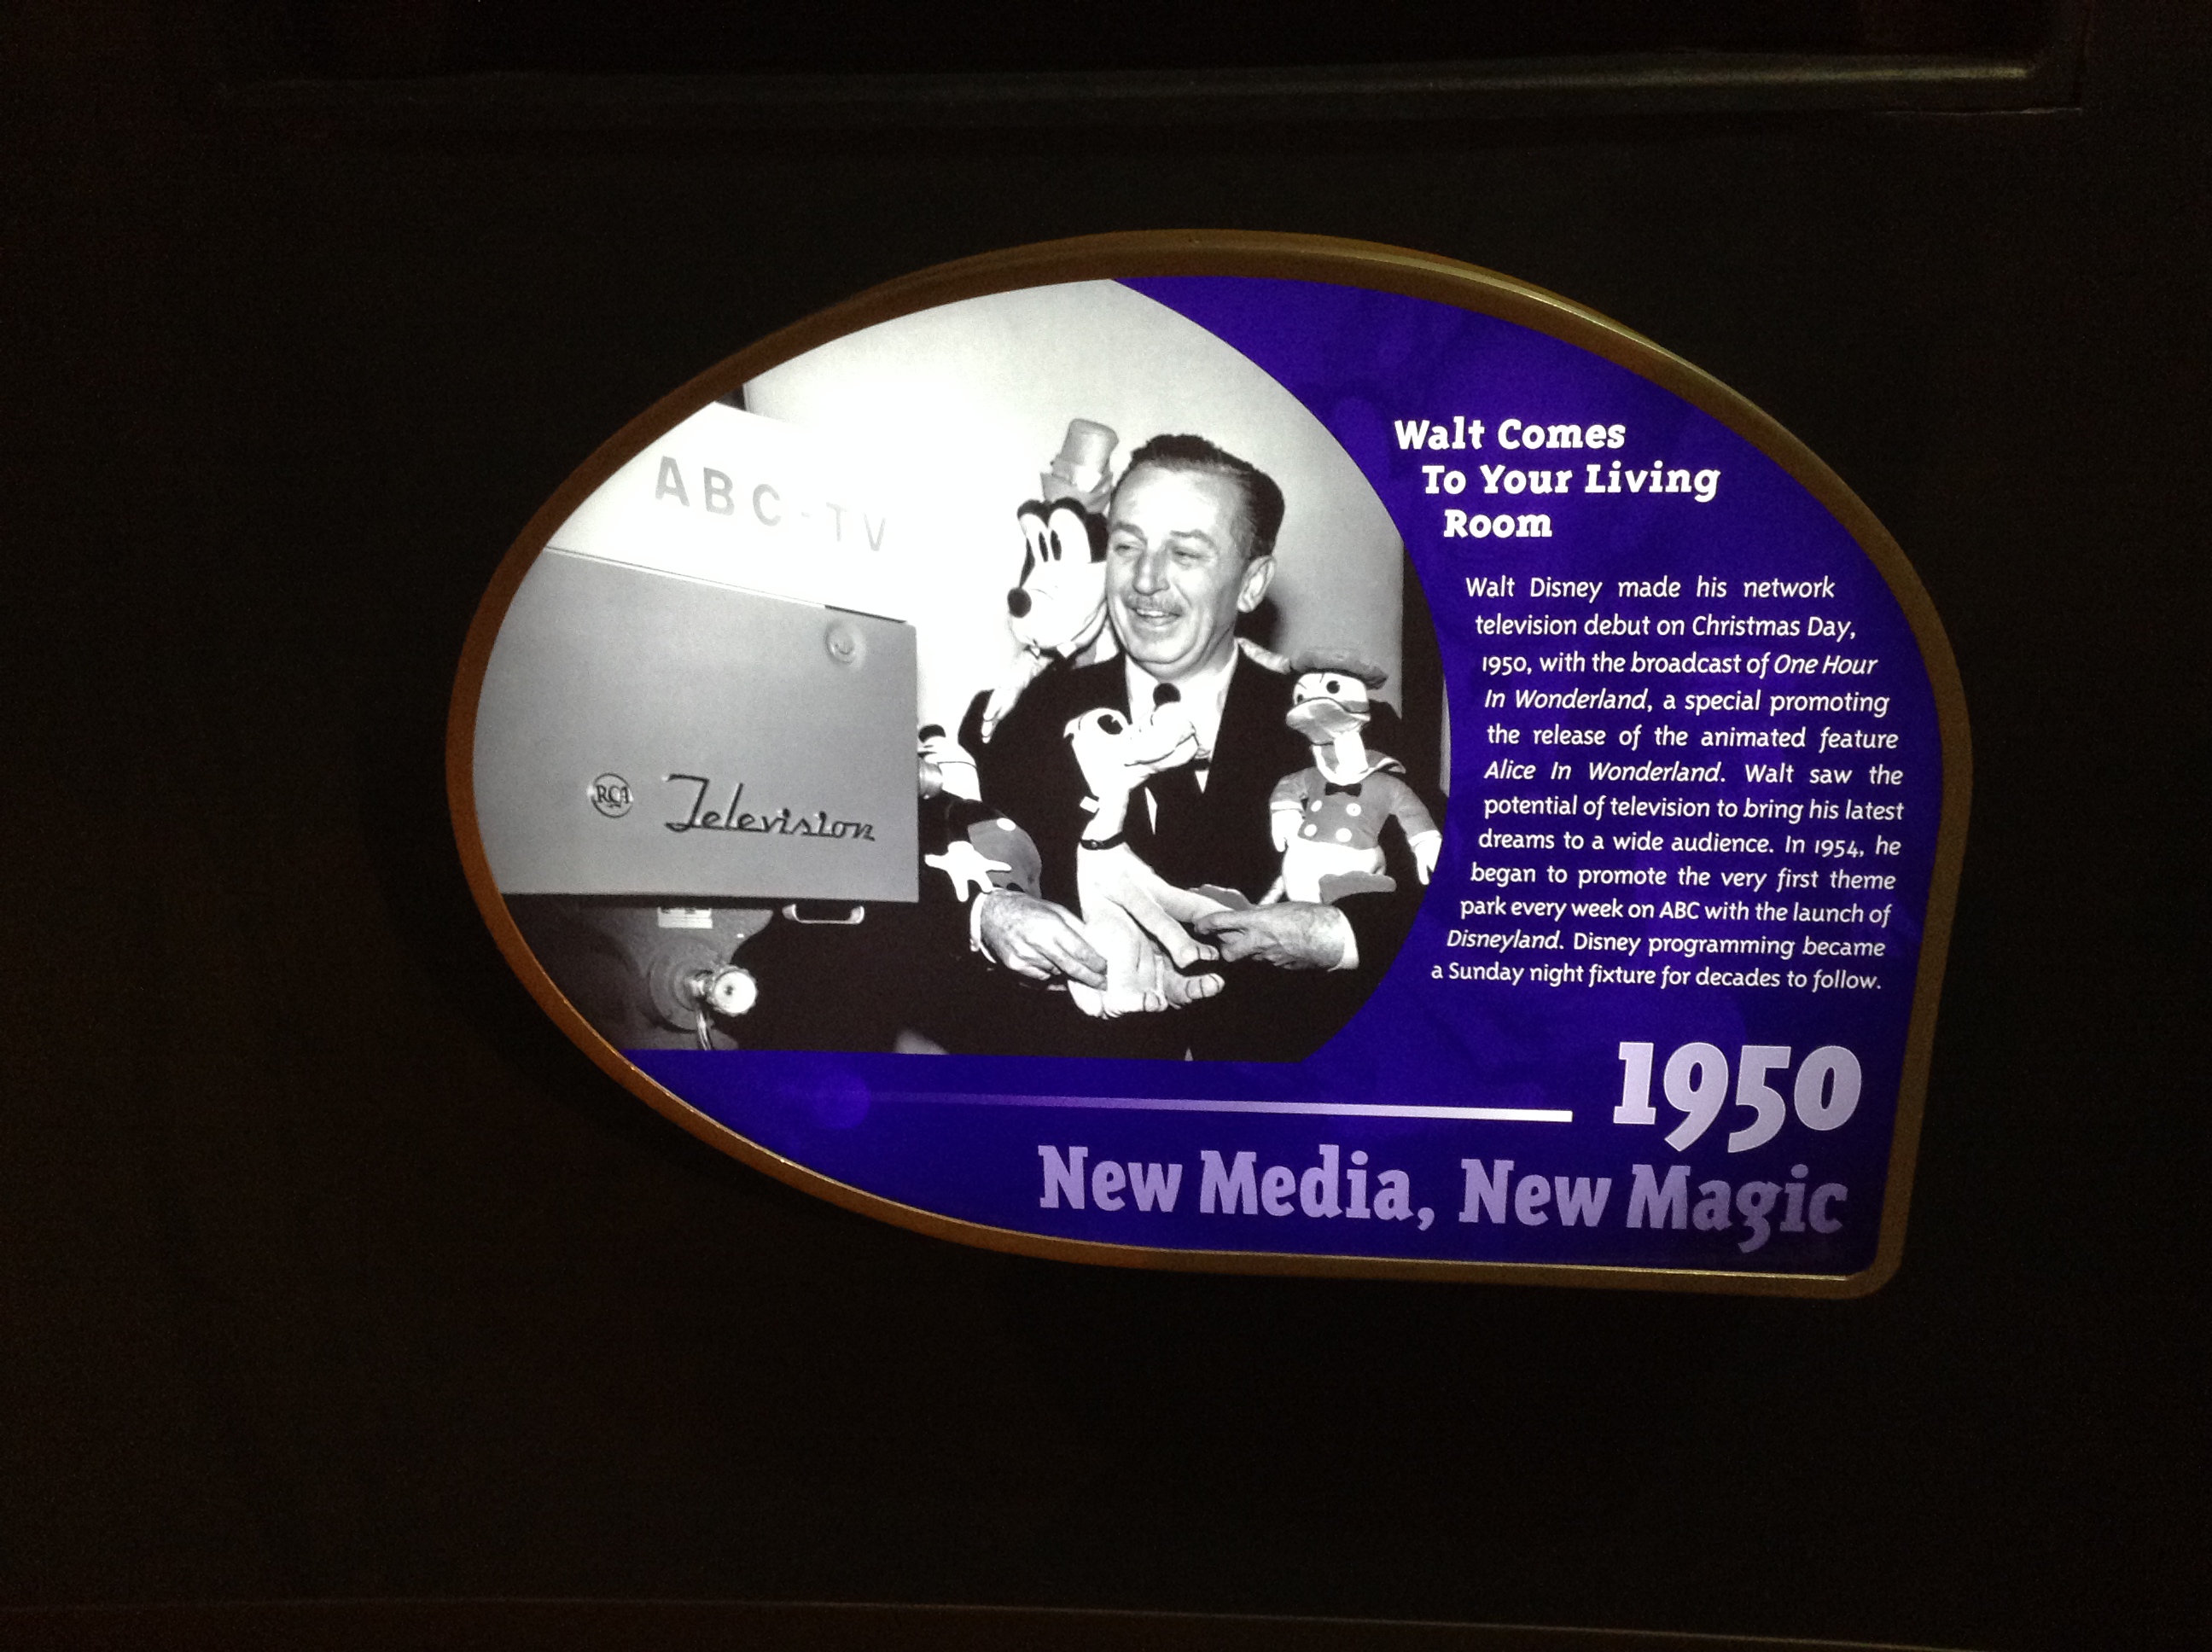 ABC-TV
RCA
Television
Walt Comes
To Your Living
Room
Walt Disney made his network
television debut on Christmas Day,
1950, with the broadcast of One Hour
In Wonderland, a special promoting
the release of the animated feature
Alice In Wonderland. Walt saw the
potential of television to bring his latest
dreams to a wide audience. In 1954, he
began to promote the very first theme
park every week on ABC with the launch of
Disneyland. Disney programming became
a Sunday night fixture for decades to follow.
1950
New Media, New Magic